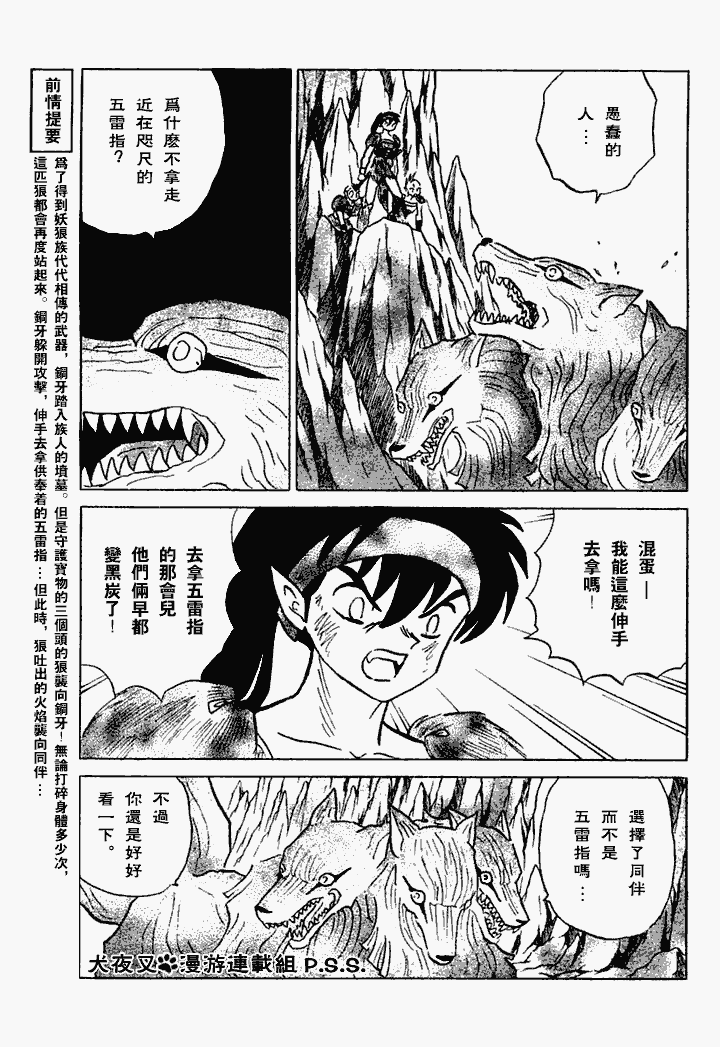 前情提要
為了得到妖狼族代代相傳的武器，鋼牙踏入族人的墳墓。但是守護寶物的三個頭的狼襲向鋼牙！無論打碎身體多少次，
這匹狼都會再度站起來。鋼牙躲開攻擊，伸手去拿供奉着的五雷指…但此時，狼吐出的火焰襲向同伴…
愚蠢的
人…
爲什麽不拿走
近在咫尺的
五雷指？
混蛋—
我能這麼伸手
去拿嗎！
去拿五雷指
的那會兒
他們倆早都
變黑炭了！
選擇了同伴
而不是
五雷指嗎…
不過
你還是好好
看一下。
犬夜叉漫游連載組 P.S.S.